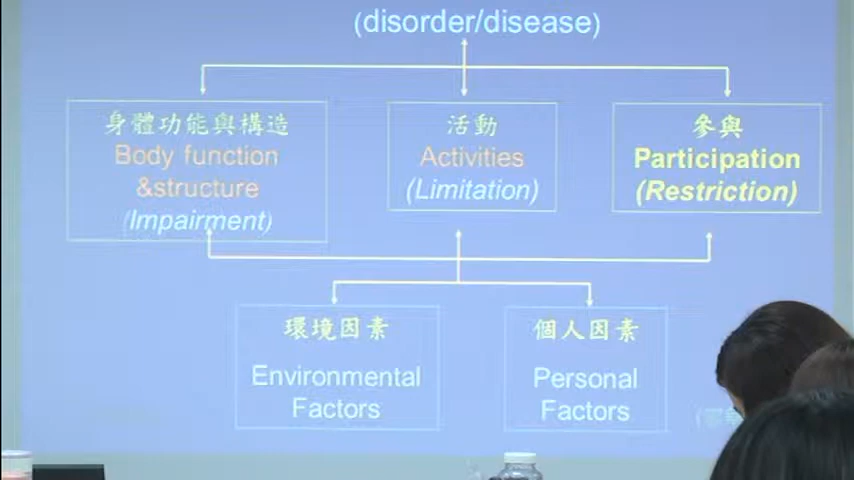 (disorder/disease)
身體功能與構造
Body function
&structure
(Impairment)
活動
Activities
(Limitation)
參與
Participation
(Restriction)
環境因素
Environmental
Factors
個人因素
Personal
Factors